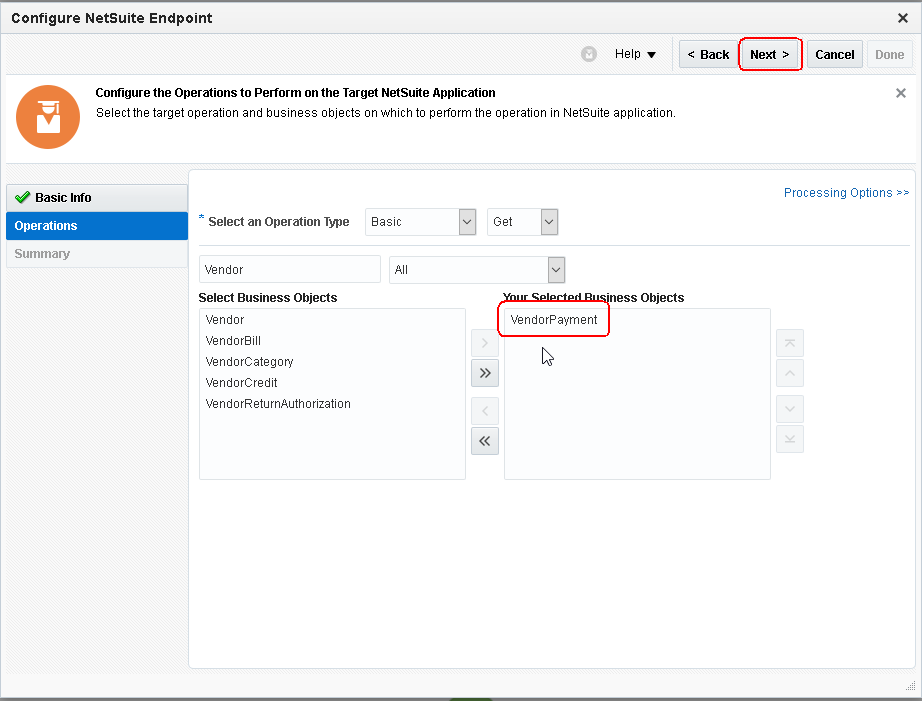 Configure NetSuite Endpoint
Help
< Back
Next >
Cancel
Done
Configure the Operations to Perform on the Target NetSuite Application
Select the target operation and business objects on which to perform the operation in NetSuite application.
Basic Info
Operations
Summary
Processing Options >>
* Select an Operation Type
Basic
Get
Vendor
All
Select Business Objects
Your Selected Business Objects
Vendor
VendorBill
VendorCategory
VendorCredit
VendorReturnAuthorization
VendorPayment